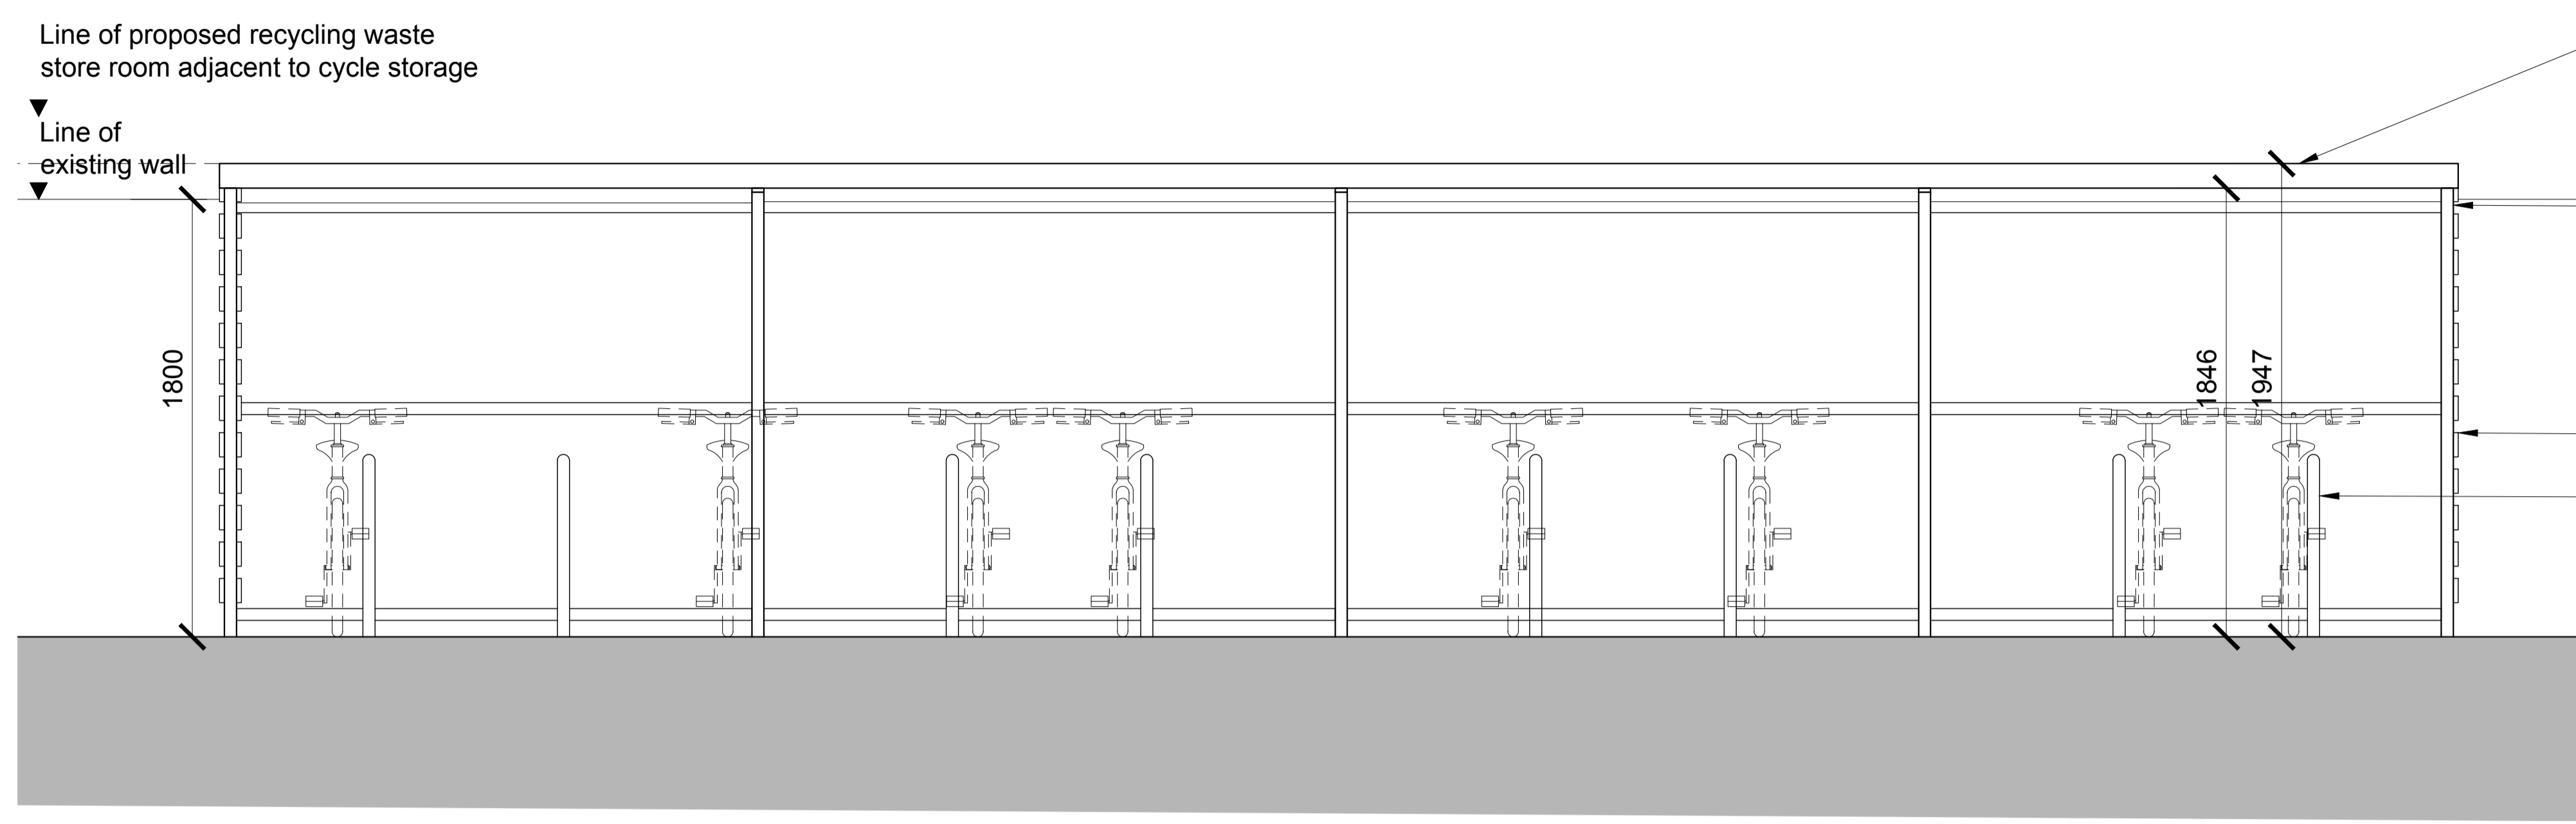 Line of proposed recycling waste
store room adjacent to cycle storage
Line of
existing wall
1800
1846
1947